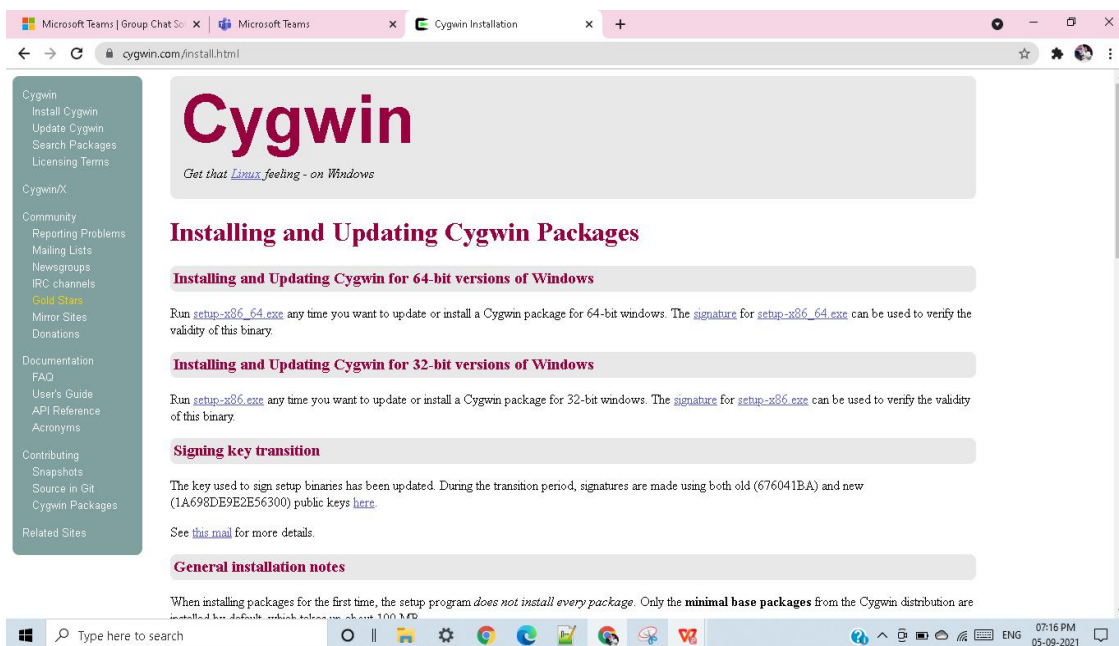 Microsoft Teams | Group Chat So
Microsoft Teams
Cygwin Installation
cygwin.com/install.html
Cygwin
Install Cygwin
Update Cygwin
Search Packages
Licensing Terms
Cygwin/X
Community
Reporting Problems
Mailing Lists
Newsgroups
IRC channels
Gold Stars
Mirror Sites
Donations
Documentation
FAQ
User's Guide
API Reference
Acronyms
Contributing
Snapshots
Source in Git
Cygwin Packages
Related Sites
Cygwin
Get that Linux feeling - on Windows
Installing and Updating Cygwin Packages
Installing and Updating Cygwin for 64-bit versions of Windows
Run setup-x86_64.exe any time you want to update or install a Cygwin package for 64-bit windows. The signature for setup-x86_64.exe can be used to verify the
validity of this binary.
Installing and Updating Cygwin for 32-bit versions of Windows
Run setup-x86.exe any time you want to update or install a Cygwin package for 32-bit windows. The signature for setup-x86.exe can be used to verify the validity
of this binary.
Signing key transition
The key used to sign setup binaries has been updated. During the transition period, signatures are made using both old (676041BA) and new
(1A698DE9E2E56300) public keys here.
See this mail for more details.
General installation notes
When installing packages for the first time, the setup program does not install every package. Only the minimal base packages from the Cygwin distribution are
installed by default, which takes up about 100 MB
Type here to search
ENG
07:16 PM
05-09-2021